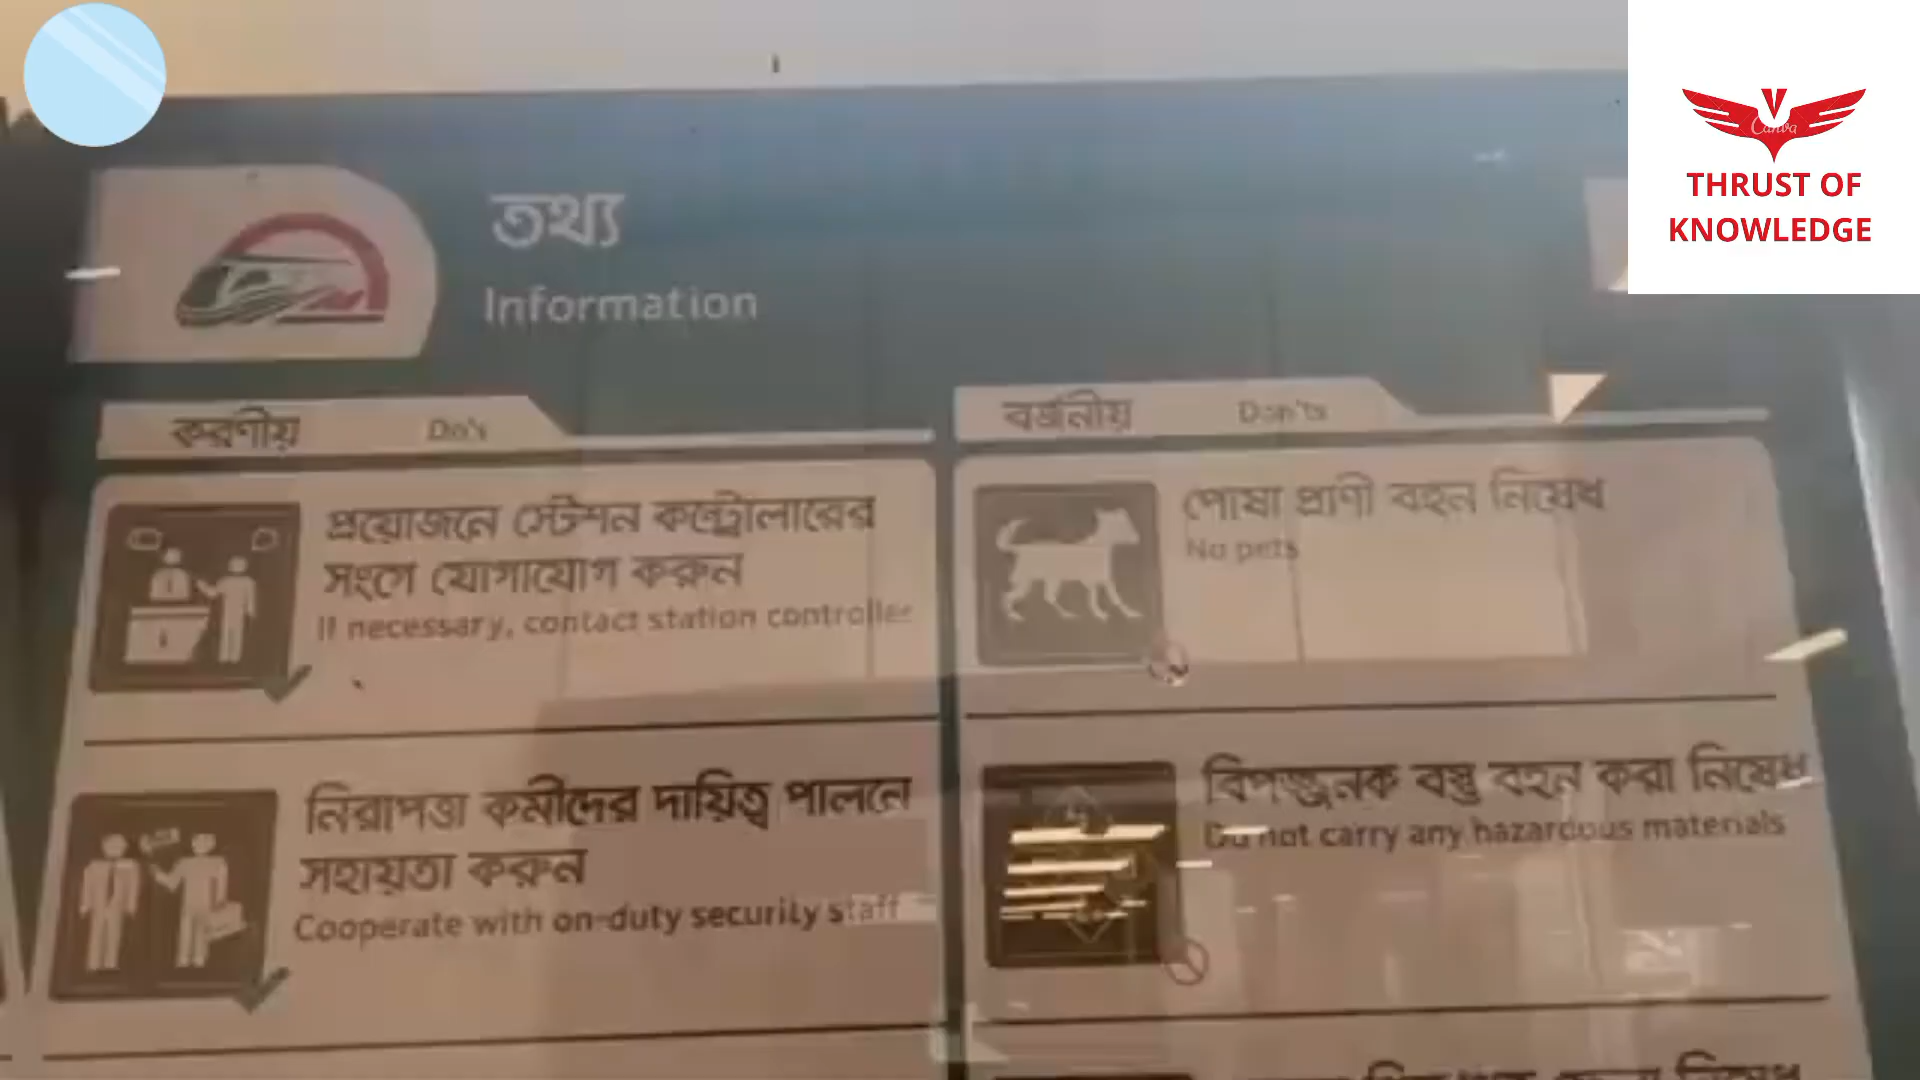 তথ্য
Information
Canva
THRUST OF
KNOWLEDGE
করণীয় Do's
প্রয়োজনে স্টেশন কন্ট্রোলারের
সংগে যোগাযোগ করুন
If necessary, contact station controller
নিরাপত্তা কর্মীদের দায়িত্ব পালনে
সহায়তা করুন
Cooperate with on-duty security staff
বর্জনীয় Don'ts
পোষা প্রাণী বহন নিষেধ
No pets
বিপজ্জনক বস্তু বহন করা নিষেধ
Do not carry any hazardous materials
নিষেধ